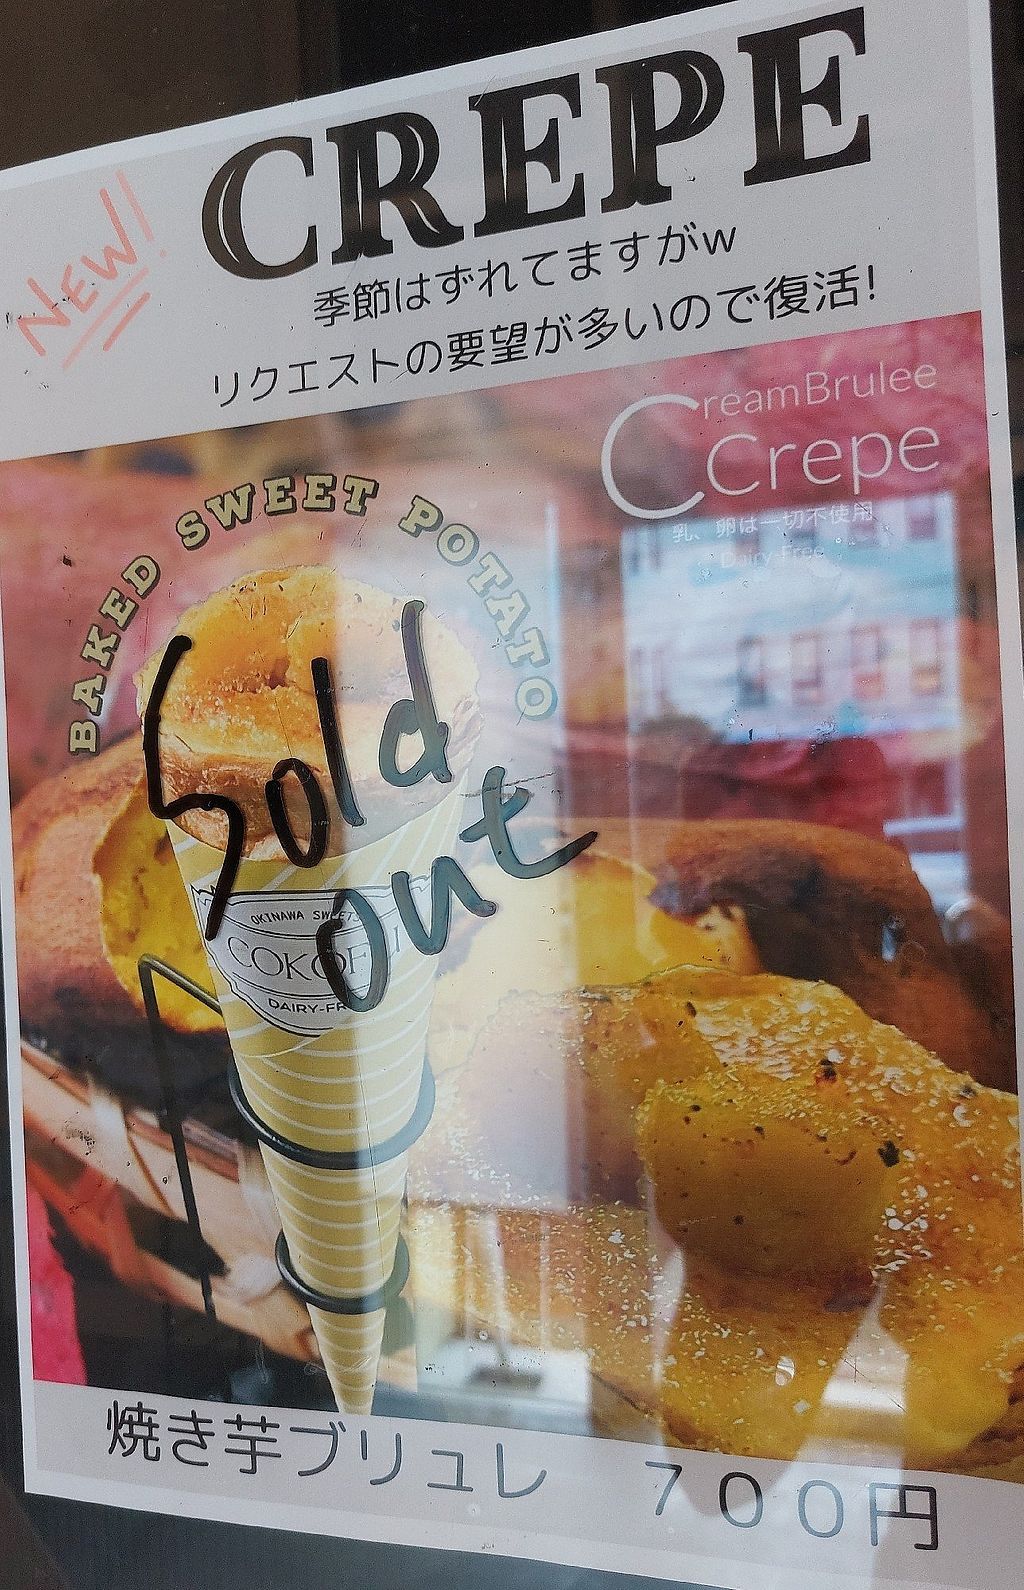 CREPE
NEW!
季節はずれてますがw
リクエストの要望が多いので復活!
CreamBrulee
Crepe
乳、卵は一切不使用
Dairy-Free
BAKED SWEET POTATO
Sold
out
OKINAWA SWEETS
DAIRY-FR
焼き芋ブリュレ 700円